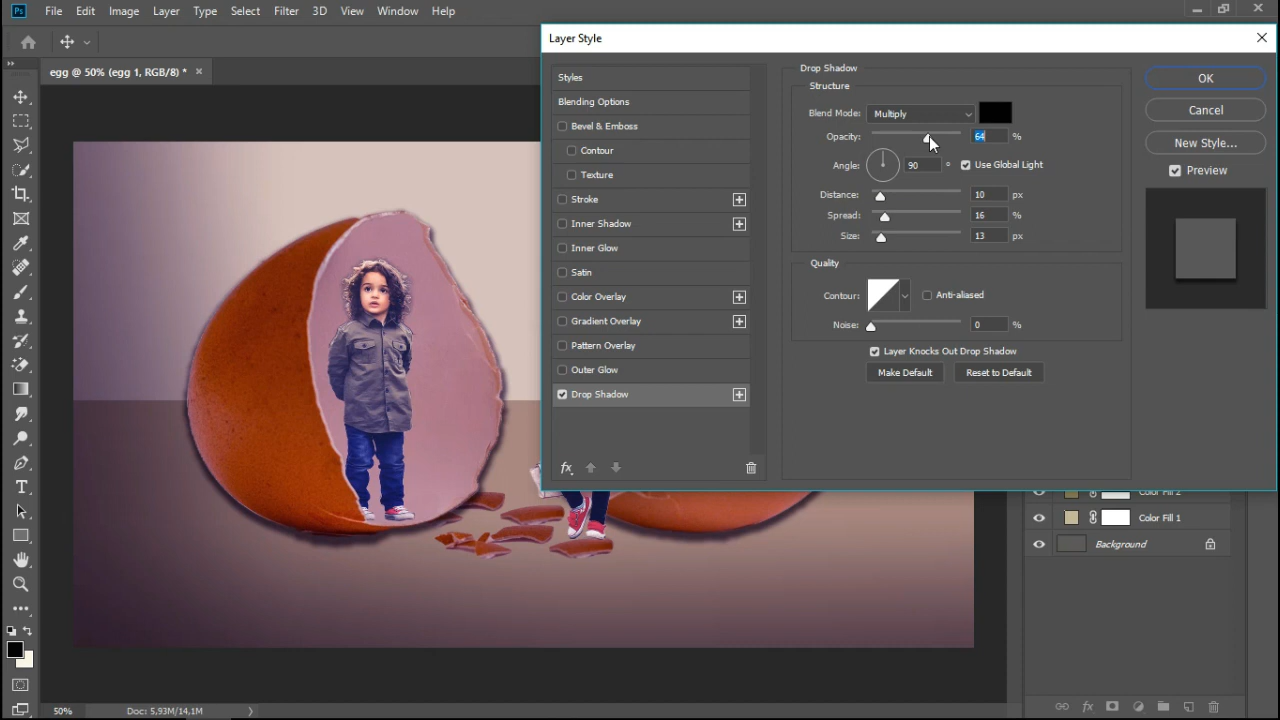 Ps File Edit Image Layer Type Select Filter 3D View Window Help
egg @ 50% (egg 1, RGB/8) *
Layer Style
Styles
Blending Options
Bevel & Emboss
Contour
Texture
Stroke
Inner Shadow
Inner Glow
Satin
Color Overlay
Gradient Overlay
Pattern Overlay
Outer Glow
Drop Shadow
fx
Drop Shadow
Structure
Blend Mode: Multiply
Opacity: 64 %
Angle: 90 ° Use Global Light
Distance: 10 px
Spread: 16 %
Size: 13 px
Quality
Contour: Anti-aliased
Noise: 0 %
Layer Knocks Out Drop Shadow
Make Default Reset to Default
OK
Cancel
New Style...
Preview
Color Fill 2
Color Fill 1
Background
T
50% Doc: 5,93M/14,1M
fx